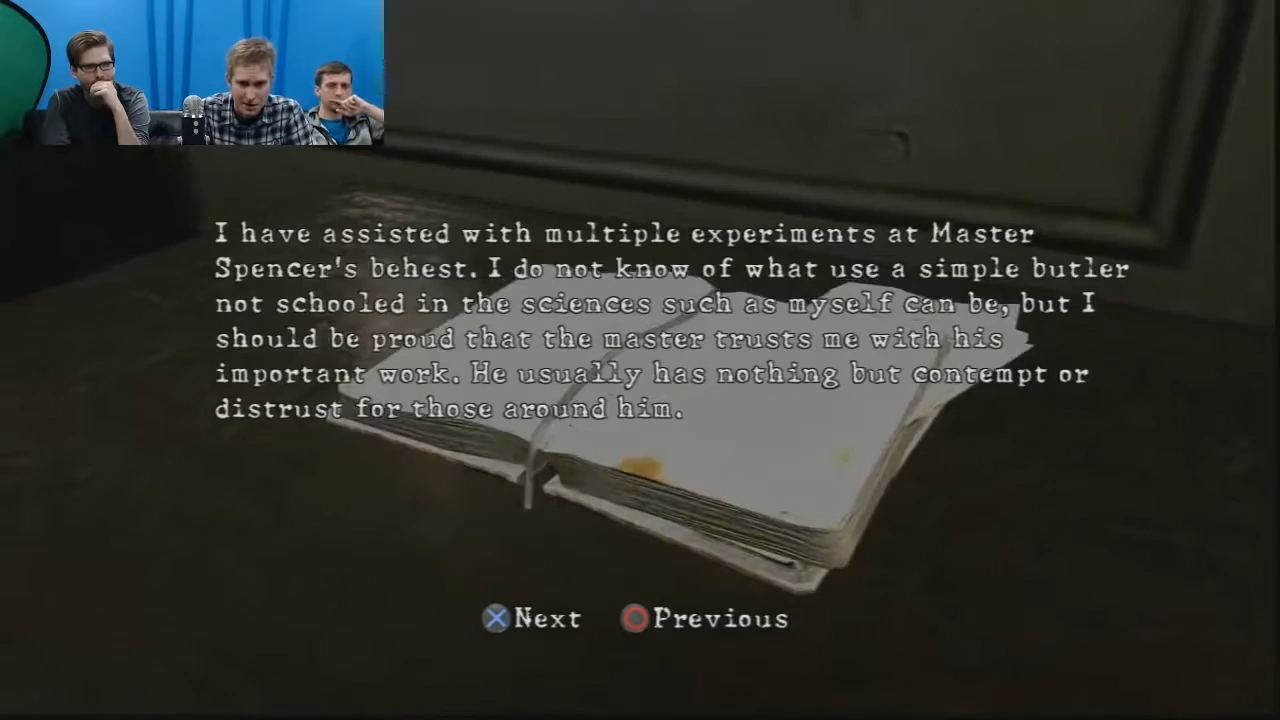 I have assisted with multiple experiments at Master
Spencer's behest. I do not know of what use a simple butler
not schooled in the sciences such as myself can be, but I
should be proud that the master trusts me with his
important work. He usually has nothing but contempt or
distrust for those around him.
Next Previous